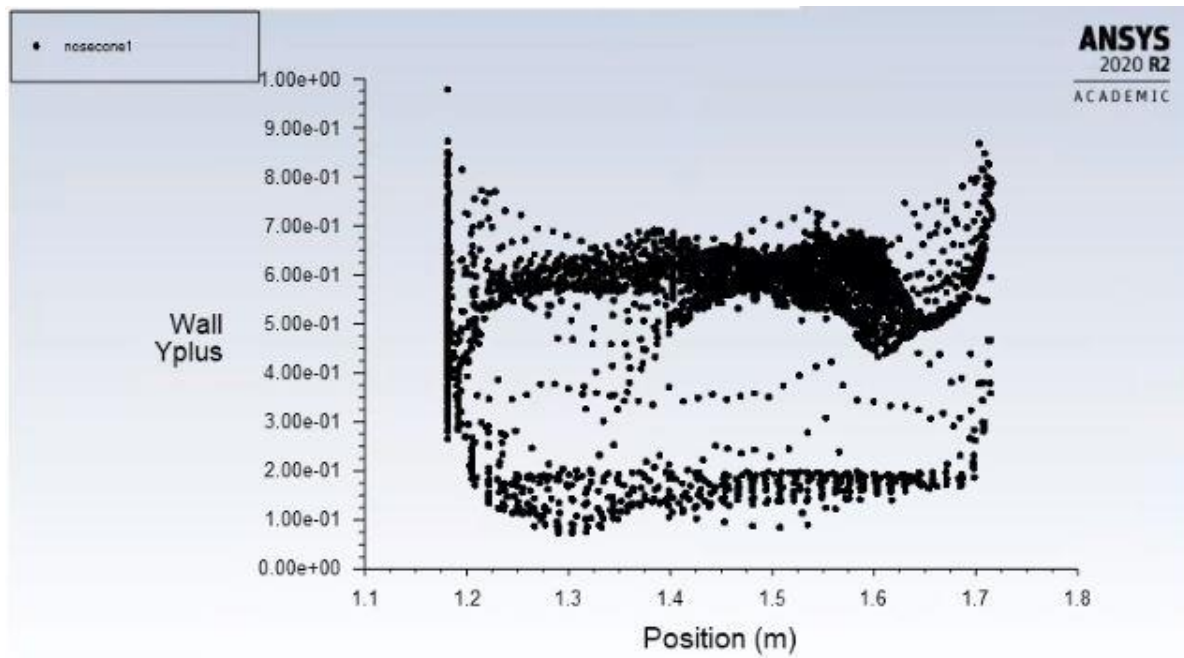 nosecone1
ANSYS
2020 R2
ACADEMIC
1.00e+00
9.00e-01
8.00e-01
7.00e-01
6.00e-01
5.00e-01
4.00e-01
3.00e-01
2.00e-01
1.00e-01
0.00e+00
Wall
Yplus
1.1 1.2 1.3 1.4 1.5 1.6 1.7 1.8
Position (m)